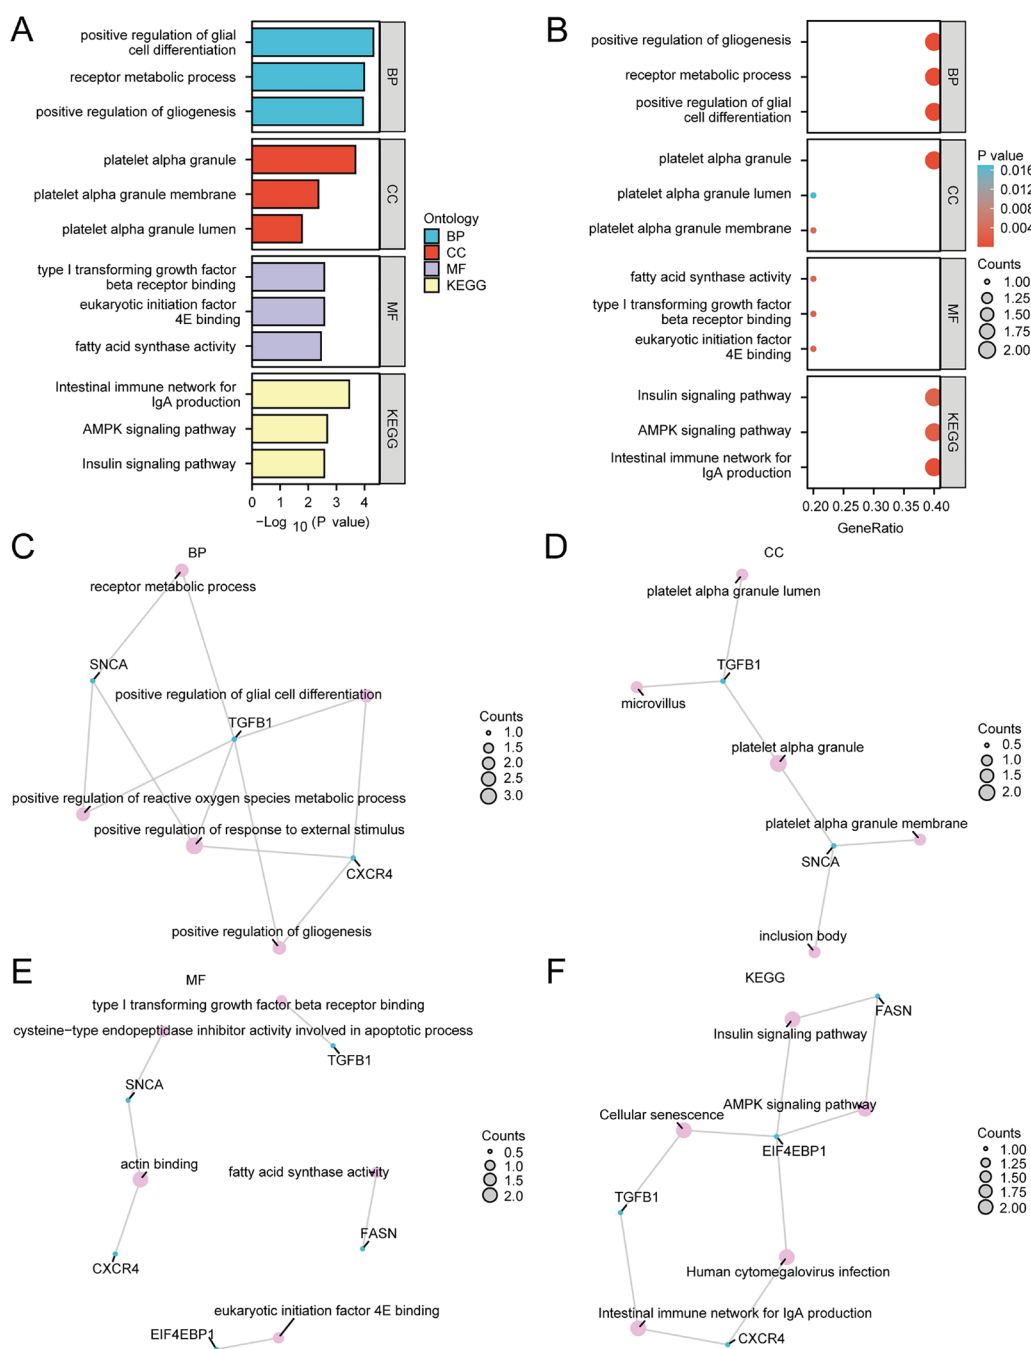 A
positive regulation of glial
cell differentiation
receptor metabolic process
positive regulation of gliogenesis
BP
platelet alpha granule
platelet alpha granule membrane
platelet alpha granule lumen
CC
type I transforming growth factor
beta receptor binding
eukaryotic initiation factor
4E binding
fatty acid synthase activity
MF
Intestinal immune network for
IgA production
AMPK signaling pathway
Insulin signaling pathway
KEGG
0 1 2 3 4
−Log 10 (P value)
Ontology
BP
CC
MF
KEGG
B
positive regulation of gliogenesis
receptor metabolic process
positive regulation of glial
cell differentiation
BP
platelet alpha granule
platelet alpha granule lumen
platelet alpha granule membrane
CC
fatty acid synthase activity
type I transforming growth factor
beta receptor binding
eukaryotic initiation factor
4E binding
MF
Insulin signaling pathway
AMPK signaling pathway
Intestinal immune network for
IgA production
KEGG
0.20 0.25 0.30 0.35 0.40
GeneRatio
P value
0.016
0.012
0.008
0.004
Counts
1.00
1.25
1.50
1.75
2.00
C
BP
receptor metabolic process
SNCA
positive regulation of glial cell differentiation
TGFB1
positive regulation of reactive oxygen species metabolic process
positive regulation of response to external stimulus
CXCR4
positive regulation of gliogenesis
Counts
1.0
1.5
2.0
2.5
3.0
D
CC
platelet alpha granule lumen
TGFB1
microvillus
platelet alpha granule
platelet alpha granule membrane
SNCA
inclusion body
Counts
0.5
1.0
1.5
2.0
E
MF
type I transforming growth factor beta receptor binding
cysteine−type endopeptidase inhibitor activity involved in apoptotic process
TGFB1
SNCA
actin binding
fatty acid synthase activity
FASN
CXCR4
eukaryotic initiation factor 4E binding
EIF4EBP1
Counts
0.5
1.0
1.5
2.0
F
KEGG
FASN
Insulin signaling pathway
AMPK signaling pathway
Cellular senescence
EIF4EBP1
TGFB1
Human cytomegalovirus infection
Intestinal immune network for IgA production
CXCR4
Counts
1.00
1.25
1.50
1.75
2.00